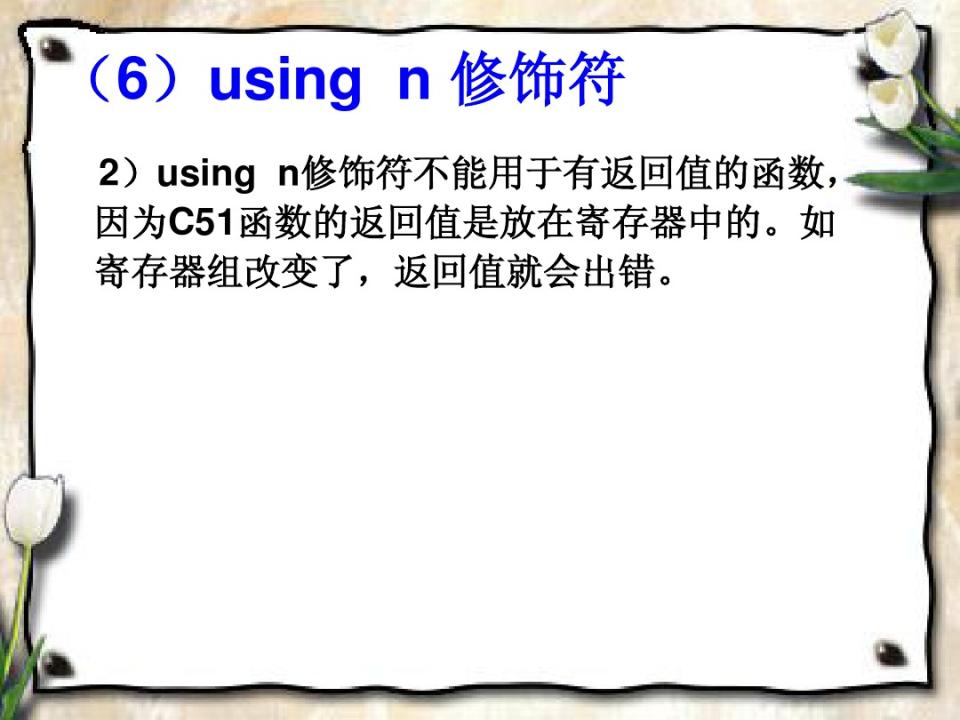 （6）using n 修饰符
2）using n修饰符不能用于有返回值的函数，
因为C51函数的返回值是放在寄存器中的。如
寄存器组改变了，返回值就会出错。